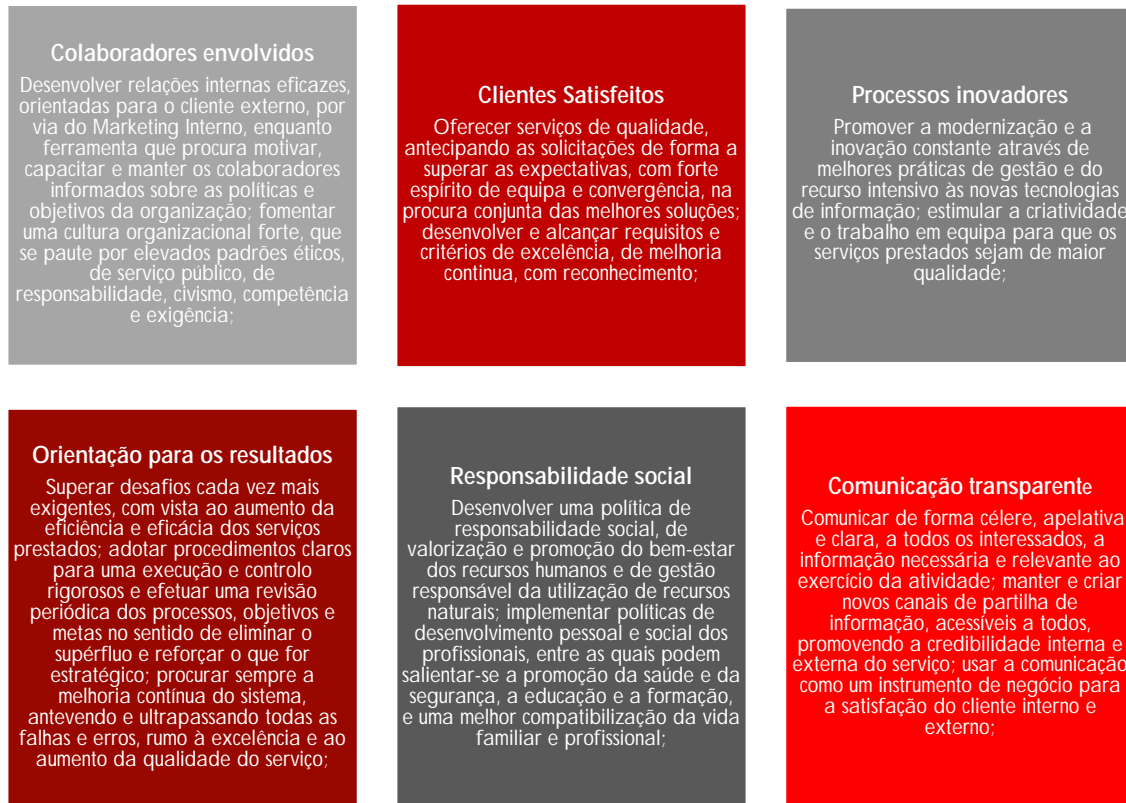 Colaboradores envolvidos
Desenvolver relações internas eficazes,
orientadas para o cliente externo, por
via do Marketing Interno, enquanto
ferramenta que procura motivar,
capacitar e manter os colaboradores
informados sobre as políticas e
objetivos da organização; fomentar
uma cultura organizacional forte, que
se paute por elevados padrões éticos,
de serviço público, de
responsabilidade, civismo, competência
e exigência;
Clientes Satisfeitos
Oferecer serviços de qualidade,
antecipando as solicitações de forma a
superar as expectativas, com forte
espírito de equipa e convergência, na
procura conjunta das melhores soluções;
desenvolver e alcançar requisitos e
critérios de excelência, de melhoria
continua, com reconhecimento;
Processos inovadores
Promover a modernização e a
inovação constante através de
melhores práticas de gestão e do
recurso intensivo às novas tecnologias
de informação; estimular a criatividade
e o trabalho em equipa para que os
serviços prestados sejam de maior
qualidade;
Orientação para os resultados
Superar desafios cada vez mais
exigentes, com vista ao aumento da
eficiência e eficácia dos serviços
prestados; adotar procedimentos claros
para uma execução e controlo
rigorosos e efetuar uma revisão
periódica dos processos, objetivos e
metas no sentido de eliminar o
supérfluo e reforçar o que for
estratégico; procurar sempre a
melhoria contínua do sistema,
antevendo e ultrapassando todas as
falhas e erros, rumo à excelência e ao
aumento da qualidade do serviço;
Responsabilidade social
Desenvolver uma política de
responsabilidade social, de
valorização e promoção do bem-estar
dos recursos humanos e de gestão
responsável da utilização de recursos
naturais; implementar políticas de
desenvolvimento pessoal e social dos
profissionais, entre as quais podem
salientar-se a promoção da saúde e da
segurança, a educação e a formação,
e uma melhor compatibilização da vida
familiar e profissional;
Comunicação transparente
Comunicar de forma célere, apelativa
e clara, a todos os interessados, a
informação necessária e relevante ao
exercício da atividade; manter e criar
novos canais de partilha de
informação, acessíveis a todos,
promovendo a credibilidade interna e
externa do serviço; usar a comunicação
como um instrumento de negócio para
a satisfação do cliente interno e
externo;